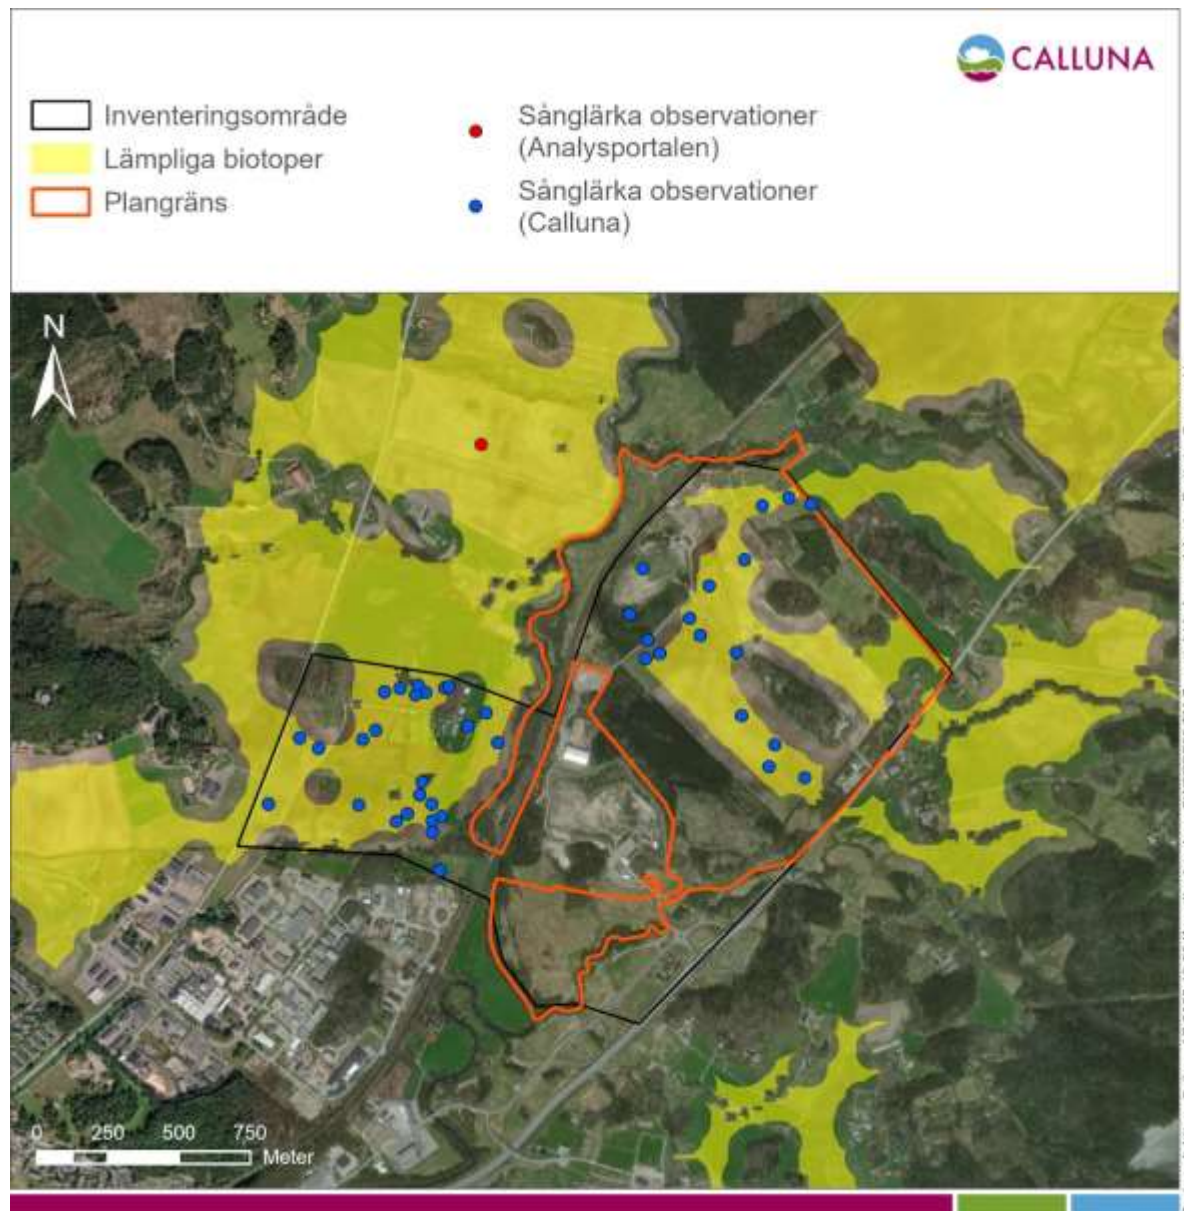 CALLUNA
Inventeringsområde
Lämpliga biotoper
Plangräns
Sånglärka observationer
(Analysportalen)
Sånglärka observationer
(Calluna)
N
0 250 500 750
Meter